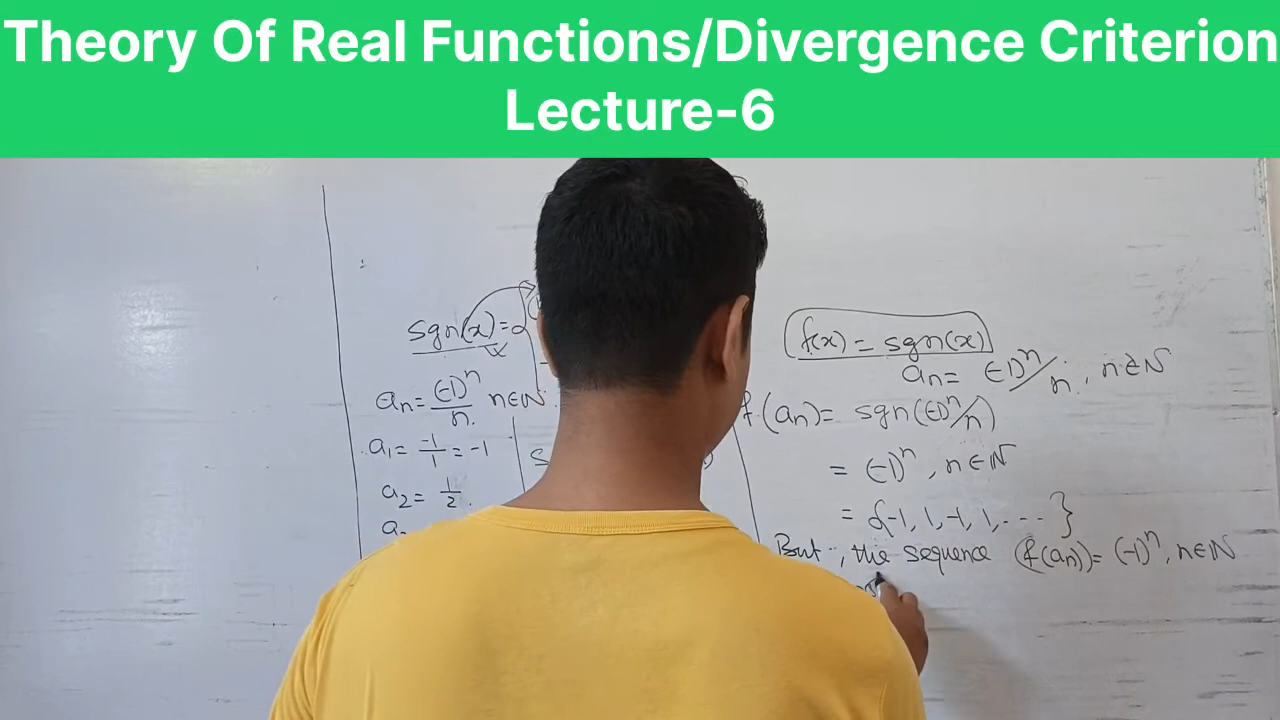 Theory Of Real Functions/Divergence Criterion
Lecture-6
sgn(x)=
aₙ= (-1)ⁿ/n n∈N.
a₁= -1/1 = -1
a₂= 1/2.
f(x) = sgn(x)
aₙ= (-1)ⁿ/n, n∈N
f(aₙ)= sgn((-1)ⁿ/n)
= (-1)ⁿ, n∈N
= {-1, 1, -1, 1, ---- }
But, the sequence (f(aₙ))= (-1)ⁿ, n∈N